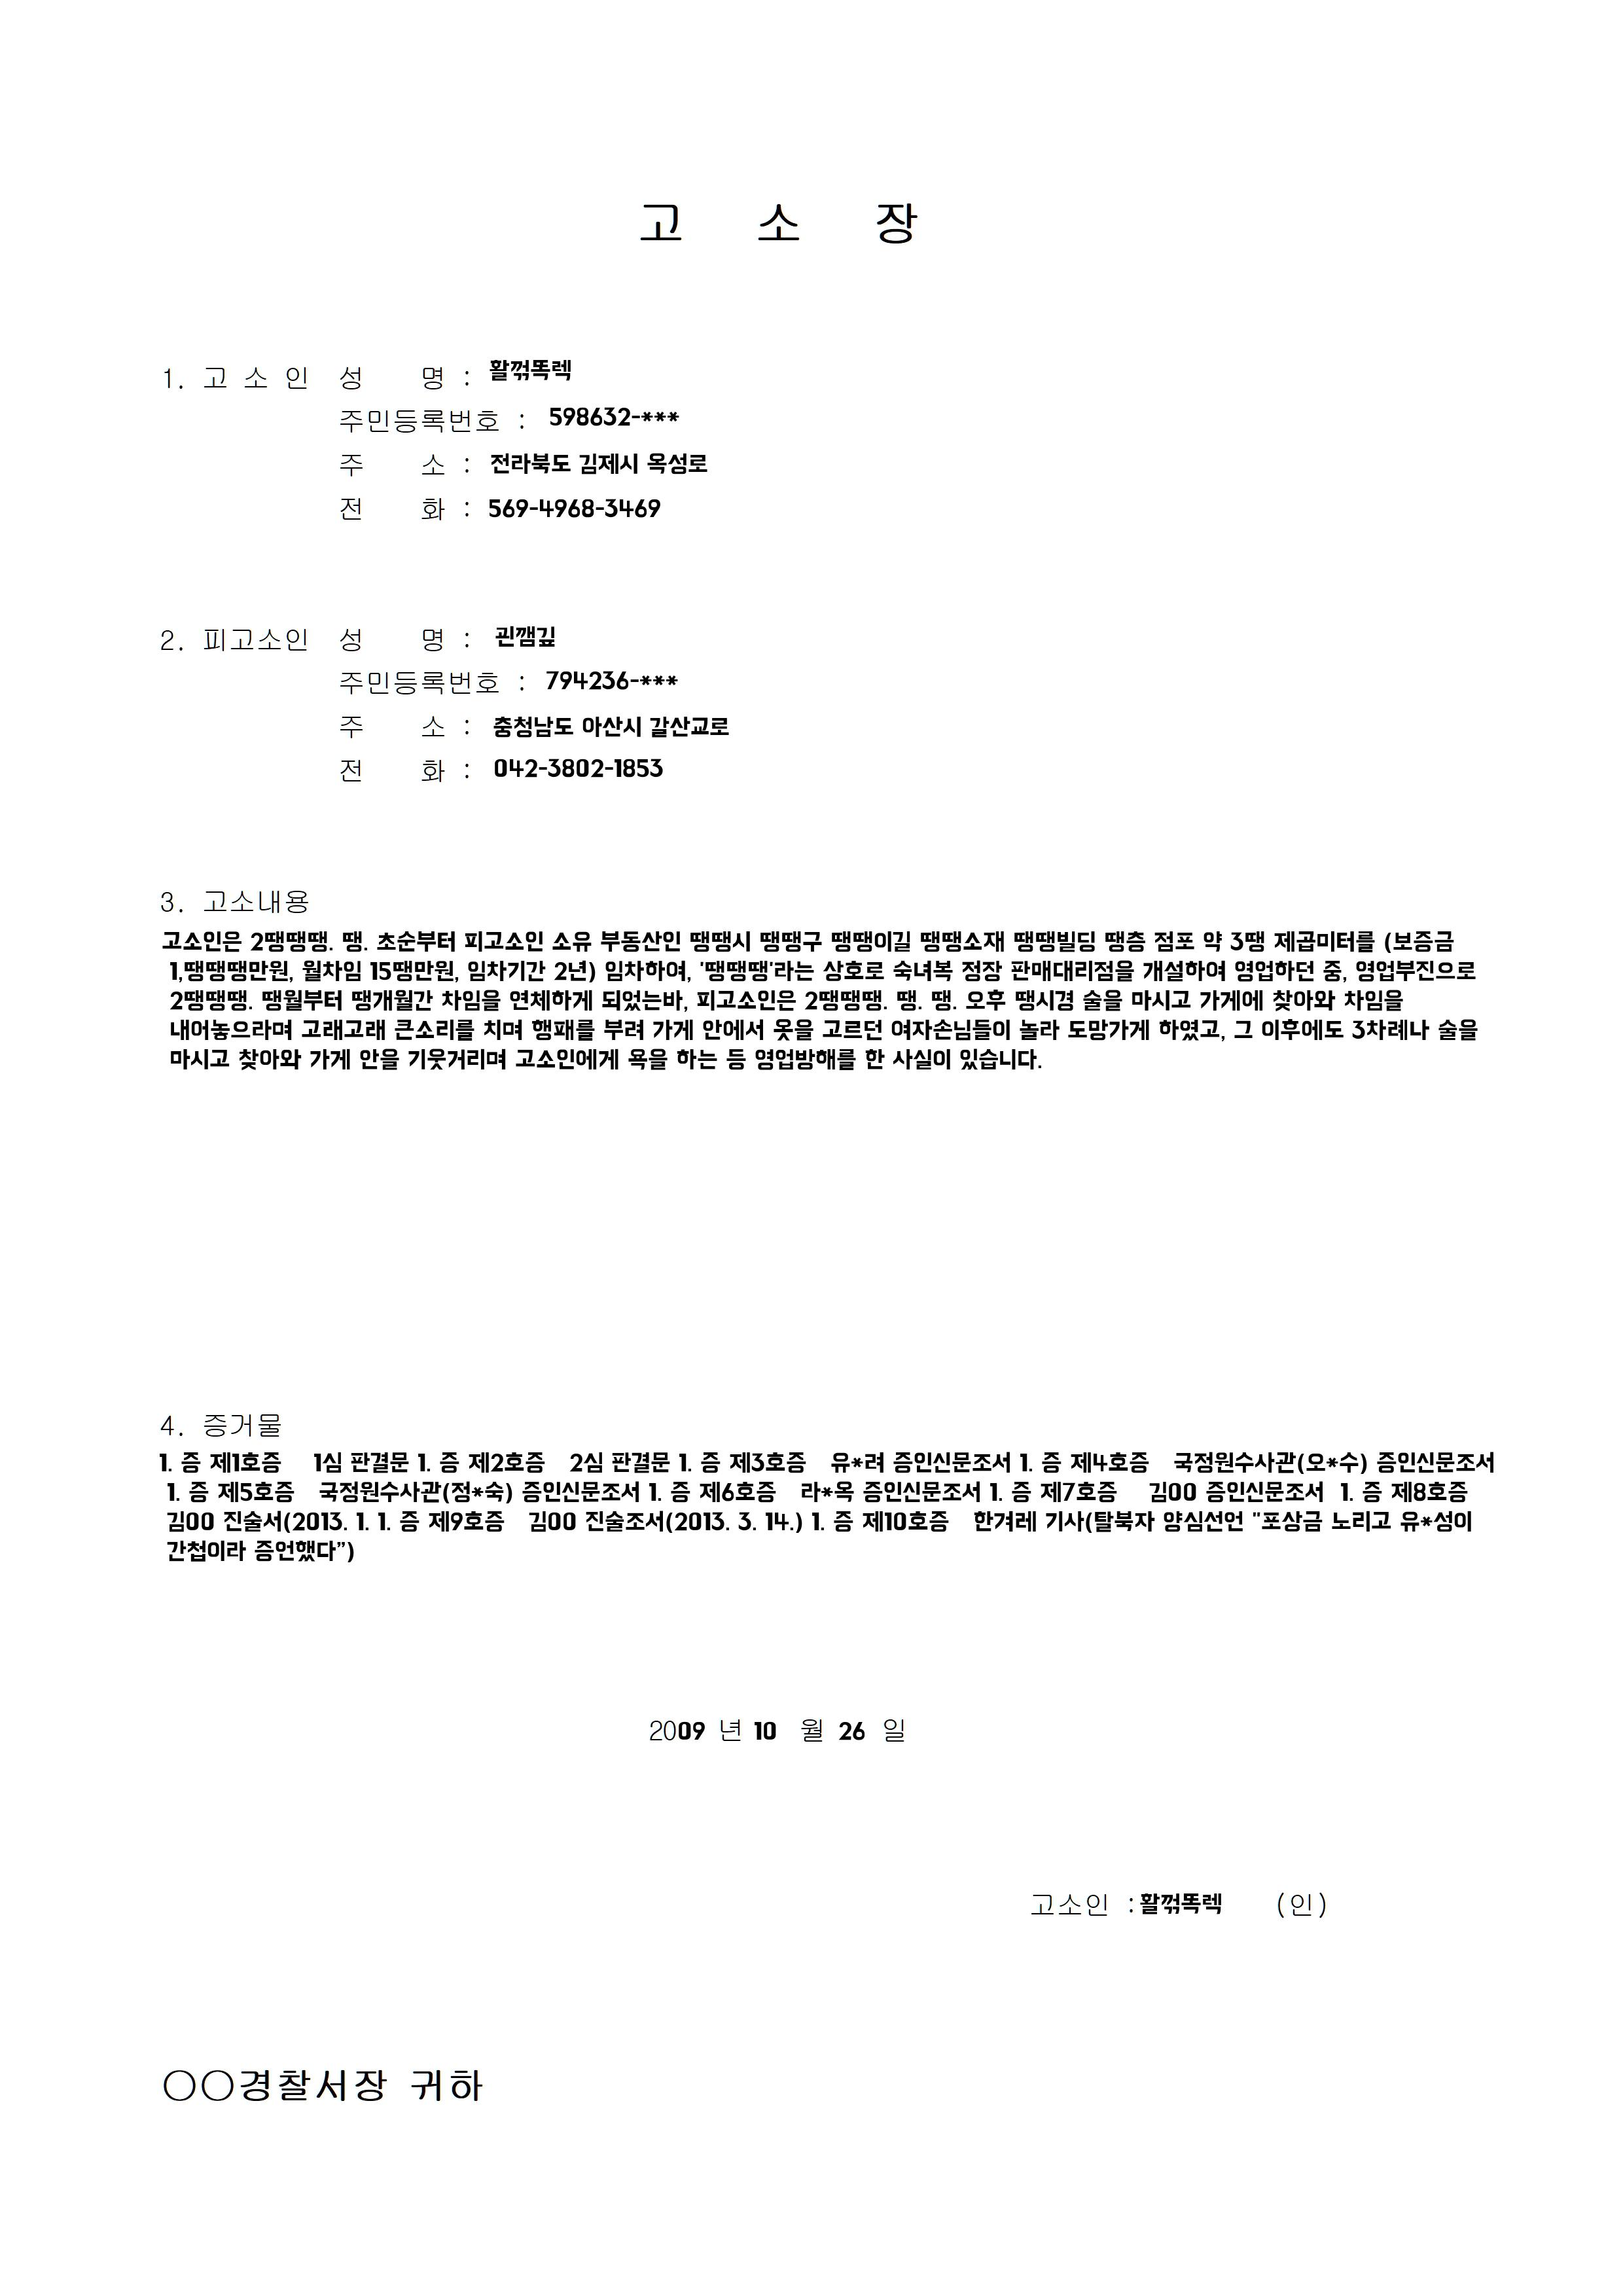 고 소 장
1. 고 소 인 성 명 : 활꺾똑렉
주민등록번호 : 598632-***
주 소 : 전라북도 김제시 옥성로
전 화 : 569-4968-3469
2. 피고소인 성 명 : 괸깸깊
주민등록번호 : 794236-***
주 소 : 충청남도 아산시 갈산교로
전 화 : 042-3802-1853
3. 고소내용
고소인은 2땡땡땡. 땡. 초순부터 피고소인 소유 부동산인 땡땡시 땡땡구 땡땡이길 땡땡소재 땡땡빌딩 땡층 점포 약 3땡 제곱미터를 (보증금
1,땡땡땡만원, 월차임 15땡만원, 임차기간 2년) 임차하여, '땡땡땡'라는 상호로 숙녀복 정장 판매대리점을 개설하여 영업하던 중, 영업부진으로
2땡땡땡. 땡월부터 땡개월간 차임을 연체하게 되었는바, 피고소인은 2땡땡땡. 땡. 땡. 오후 땡시경 술을 마시고 가게에 찾아와 차임을
내어놓으라며 고래고래 큰소리를 치며 행패를 부려 가게 안에서 옷을 고르던 여자손님들이 놀라 도망가게 하였고, 그 이후에도 3차례나 술을
마시고 찾아와 가게 안을 기웃거리며 고소인에게 욕을 하는 등 영업방해를 한 사실이 있습니다.
4. 증거물
1. 증 제1호증 1심 판결문 1. 증 제2호증 2심 판결문 1. 증 제3호증 유*려 증인신문조서 1. 증 제4호증 국정원수사관(오*수) 증인신문조서
1. 증 제5호증 국정원수사관(정*숙) 증인신문조서 1. 증 제6호증 라*옥 증인신문조서 1. 증 제7호증 김00 증인신문조서 1. 증 제8호증
김00 진술서(2013. 1. 1. 증 제9호증 김00 진술조서(2013. 3. 14.) 1. 증 제10호증 한겨레 기사(탈북자 양심선언 "포상금 노리고 유*성이
간첩이라 증언했다”)
2009 년 10 월 26 일
고소인 : 활꺾똑렉 (인)
○○경찰서장 귀하